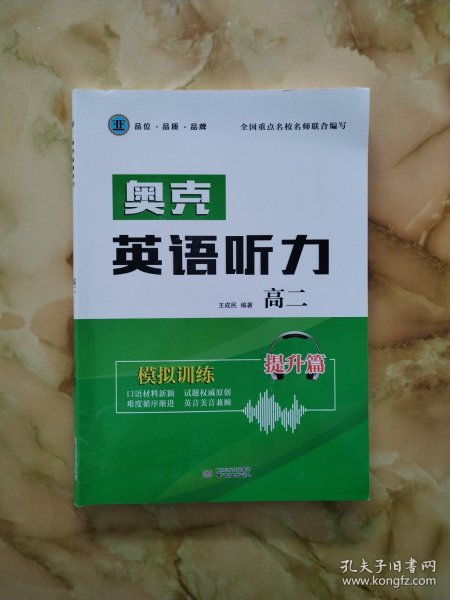 品位·品质·品牌
全国重点名校名师联合编写
奥克
英语听力
王成民 编著
高二
高二
提升篇
模拟训练
口语材料新颖 试题权威原创
难度循序渐进 英音美音兼顾
孔夫子旧书网
www.kongfz.com